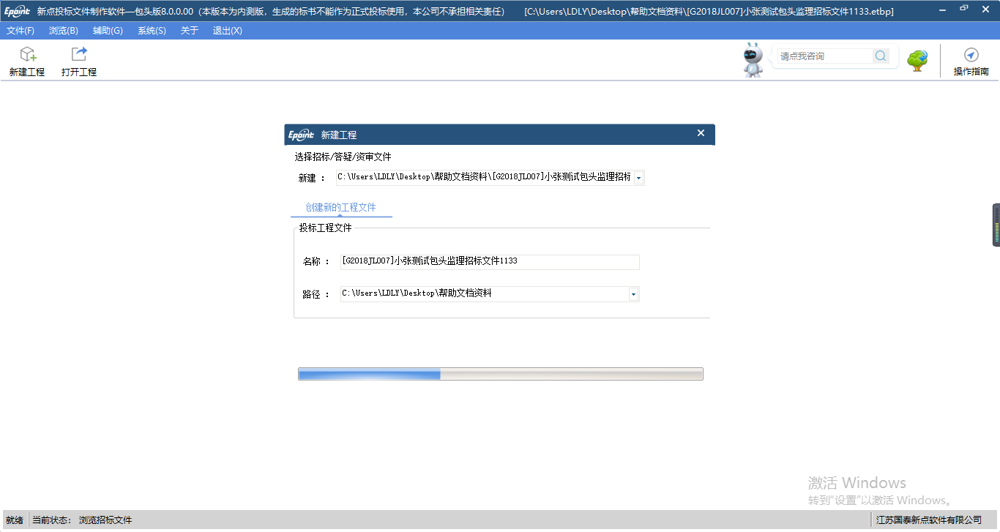 Epoint 新点投标文件制作软件—包头版8.0.0.00（本版本为内测版，生成的标书不能作为正式投标使用，本公司不承担相关责任） [C:\Users\LDLY\Desktop\帮助文档资料\[G2018JL007]小张测试包头监理招标文件1133.etbp]
文件(F) 浏览(B) 辅助(G) 系统(S) 关于 退出(X)
请点我咨询
新建工程 打开工程 操作指南
Epoint 新建工程
选择招标/答疑/资审文件
新建 ： C:\Users\LDLY\Desktop\帮助文档资料\[G2018JL007]小张测试包头监理招标
创建新的工程文件
投标工程文件
名称 ： [G2018JL007]小张测试包头监理招标文件1133
路径 ： C:\Users\LDLY\Desktop\帮助文档资料
激活 Windows
转到"设置"以激活 Windows。
就绪 当前状态： 浏览招标文件 江苏国泰新点软件有限公司